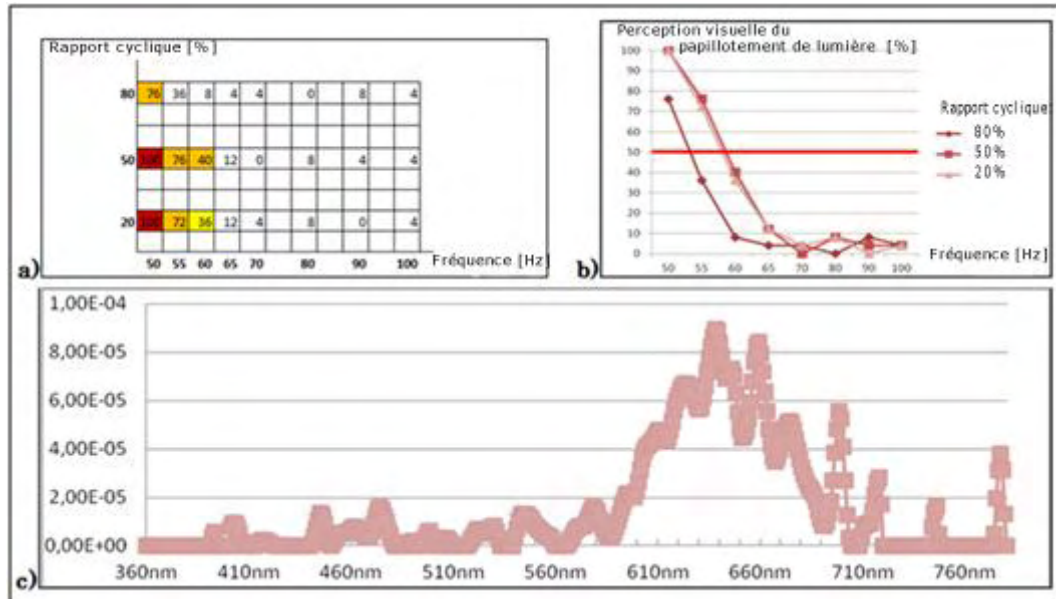 Rapport cyclique [%]
80 76 36 8 4 4 0 8 4
50 100 76 40 12 0 8 4 4
20 100 72 36 12 4 8 0 4
50 55 60 65 70 80 90 100
Fréquence [Hz]
a)
Perception visuelle du
papillotement de lumière [%]
100
90
80
70
60
50
40
30
20
10
0
50 55 60 65 70 80 90 100
Fréquence [Hz]
Rapport cyclique:
80%
50%
20%
b)
1,00E-04
8,00E-05
6,00E-05
4,00E-05
2,00E-05
0,00E+00
360nm 410nm 460nm 510nm 560nm 610nm 660nm 710nm 760nm
c)